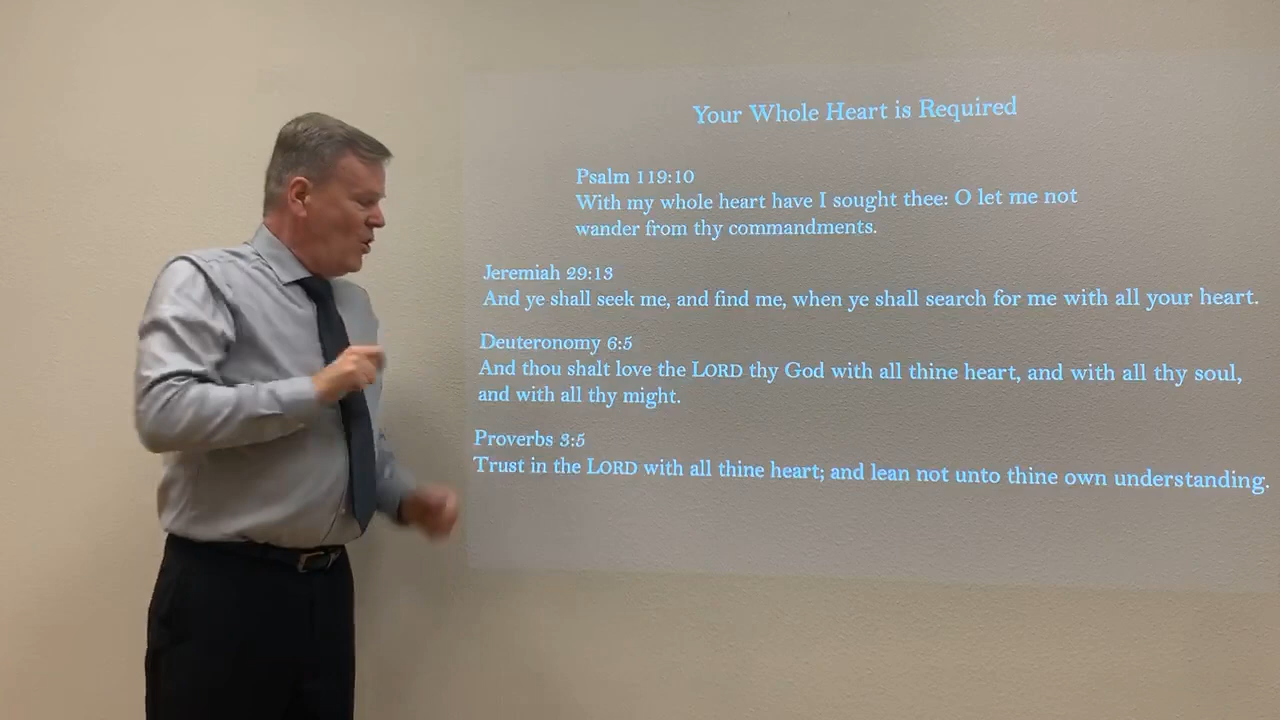 Your Whole Heart is Required
Psalm 119:10
With my whole heart have I sought thee: O let me not
wander from thy commandments.
Jeremiah 29:13
And ye shall seek me, and find me, when ye shall search for me with all your heart.
Deuteronomy 6:5
And thou shalt love the LORD thy God with all thine heart, and with all thy soul,
and with all thy might.
Proverbs 3:5
Trust in the LORD with all thine heart; and lean not unto thine own understanding.